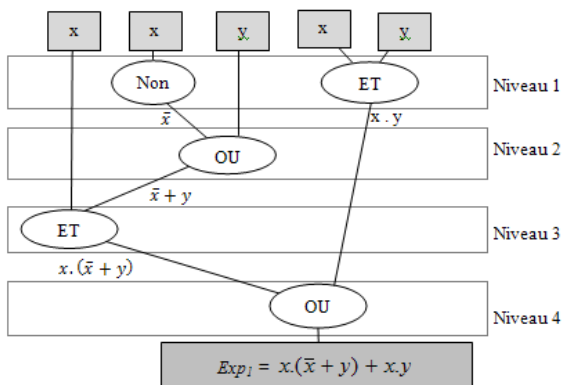 x x y x y
Non ET Niveau 1
x̄ x . y
OU Niveau 2
x̄ + y
ET Niveau 3
x.(x̄ + y)
OU Niveau 4
Exp₁ = x.(x̄ + y) + x.y